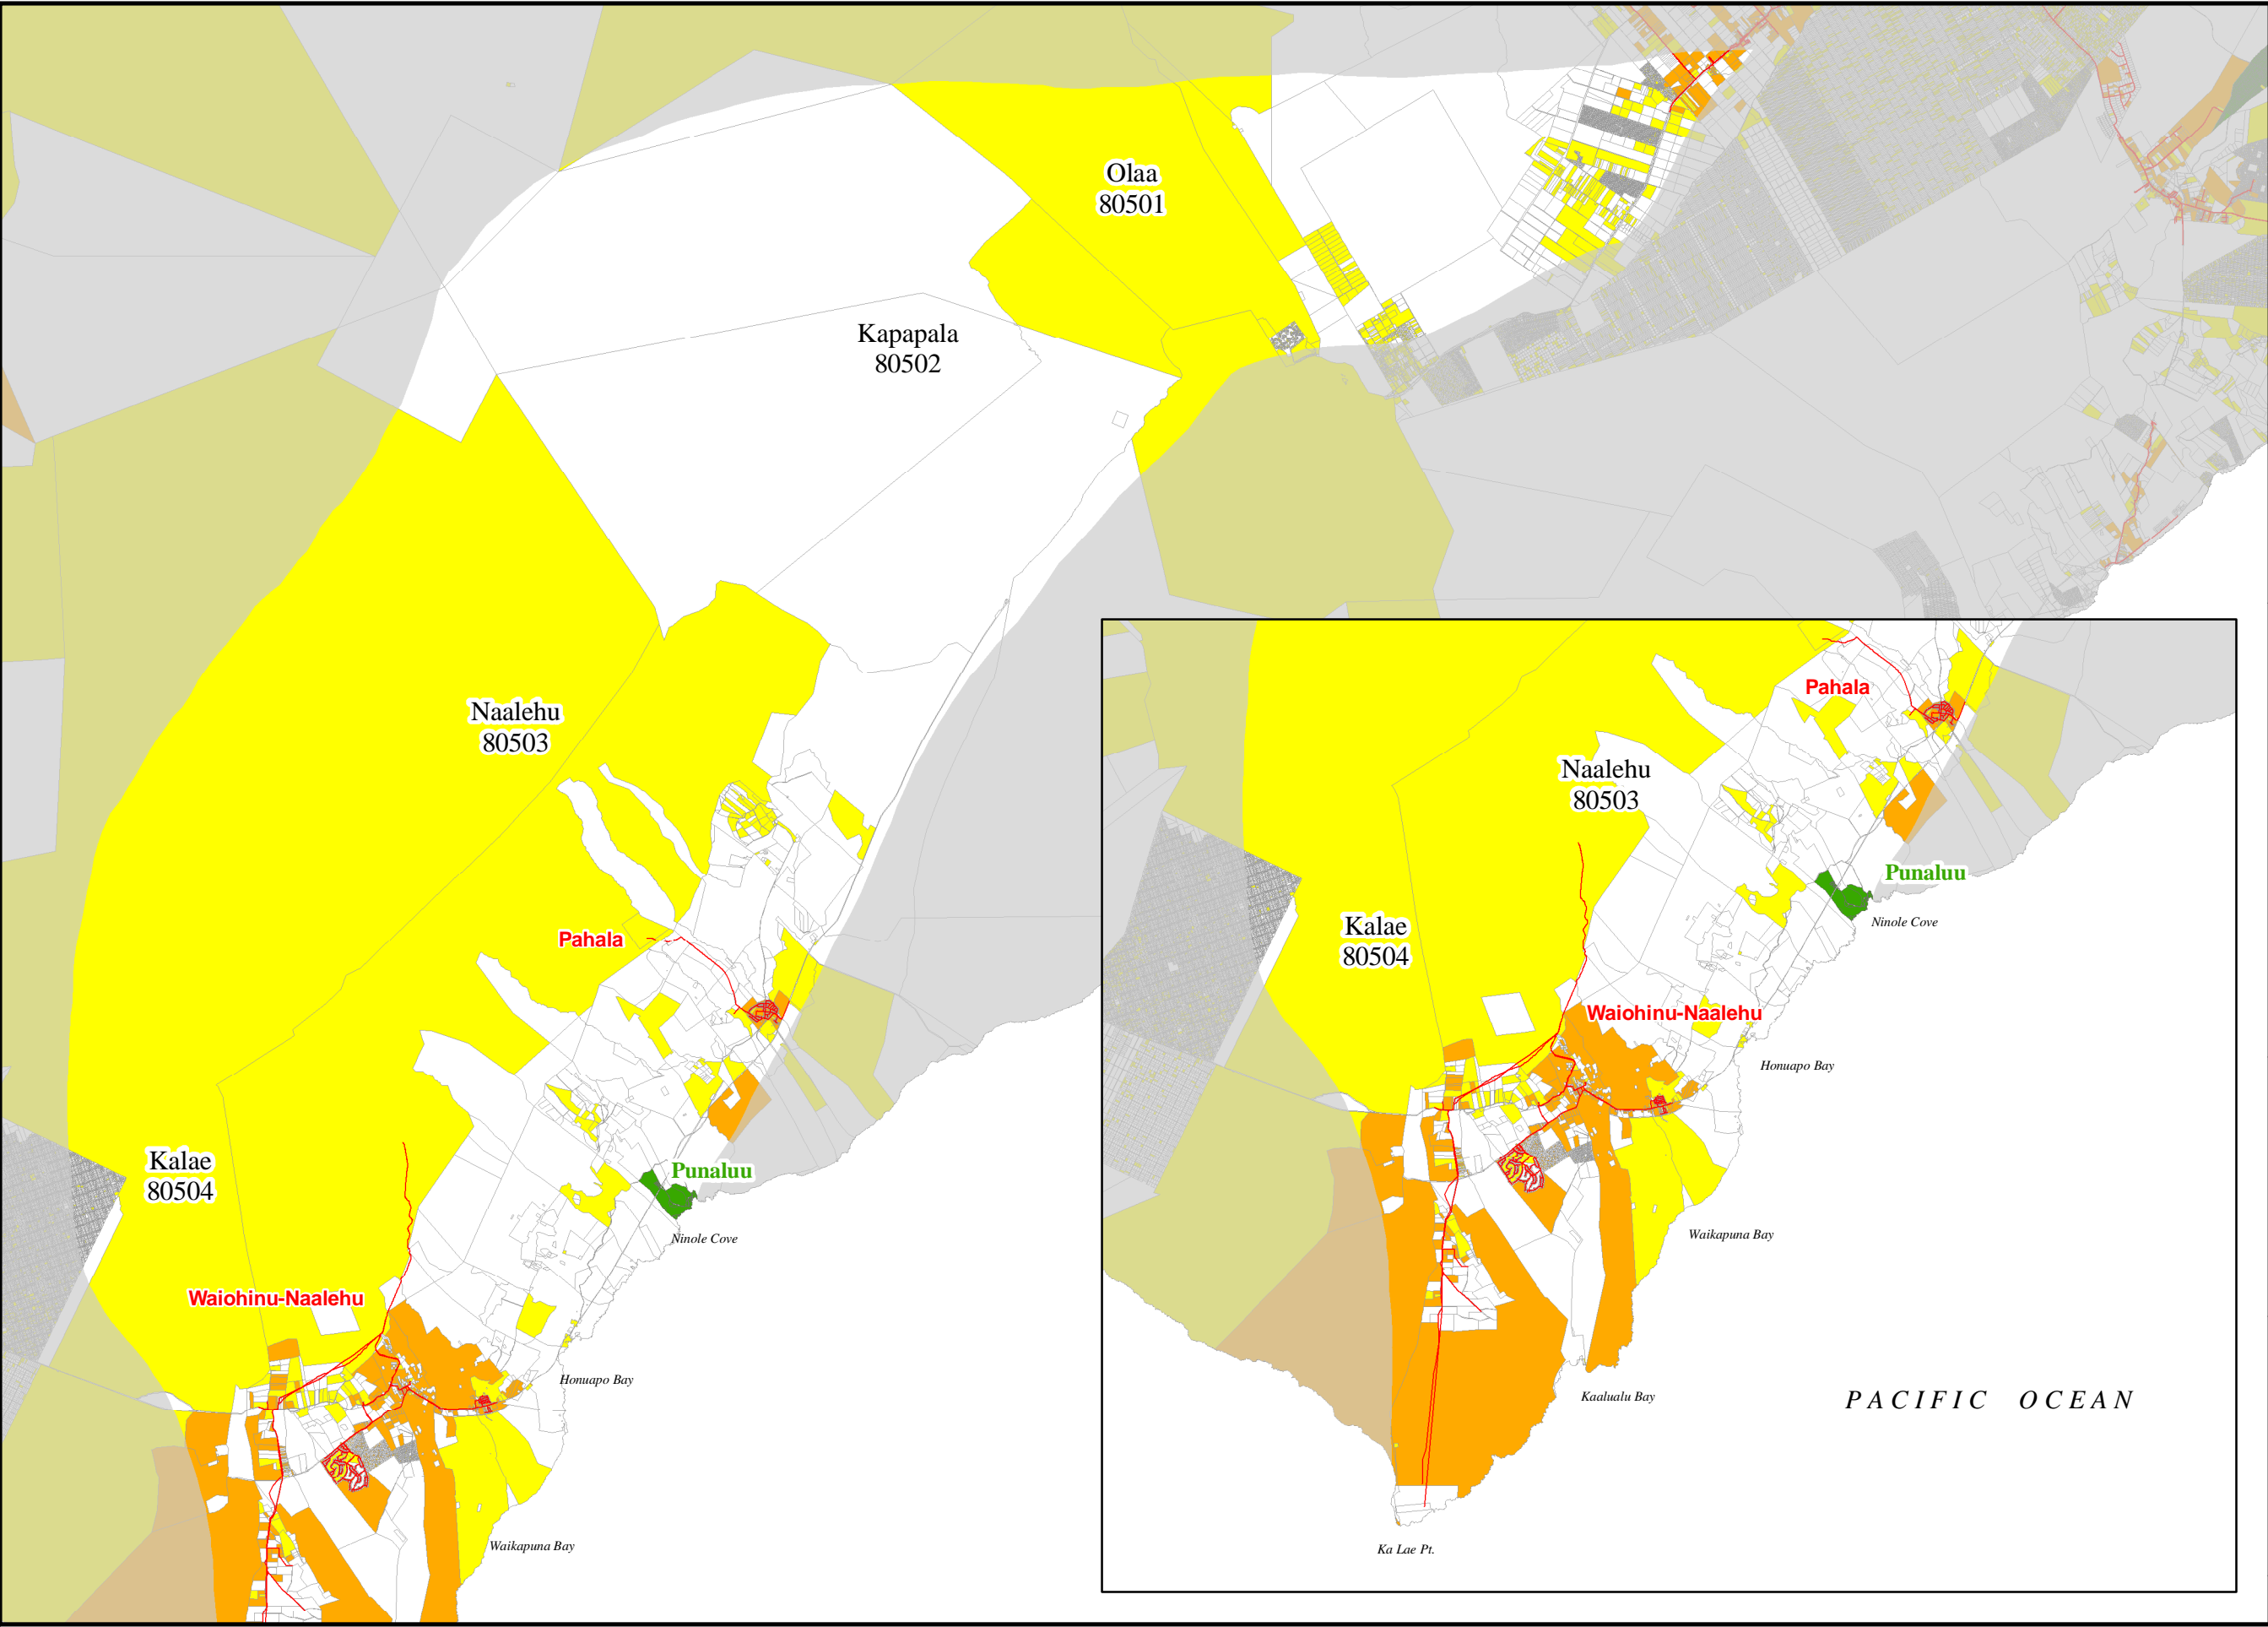 Olaa
80501
Kapapala
80502
Naalehu
80503
Pahala
Kalae
80504
Punaluu
Ninole Cove
Waiohinu-Naalehu
Honuapo Bay
Waikapuna Bay
Pahala
Naalehu
80503
Punaluu
Ninole Cove
Kalae
80504
Waiohinu-Naalehu
Honuapo Bay
Waikapuna Bay
Kaalualu Bay
PACIFIC OCEAN
Ka Lae Pt.